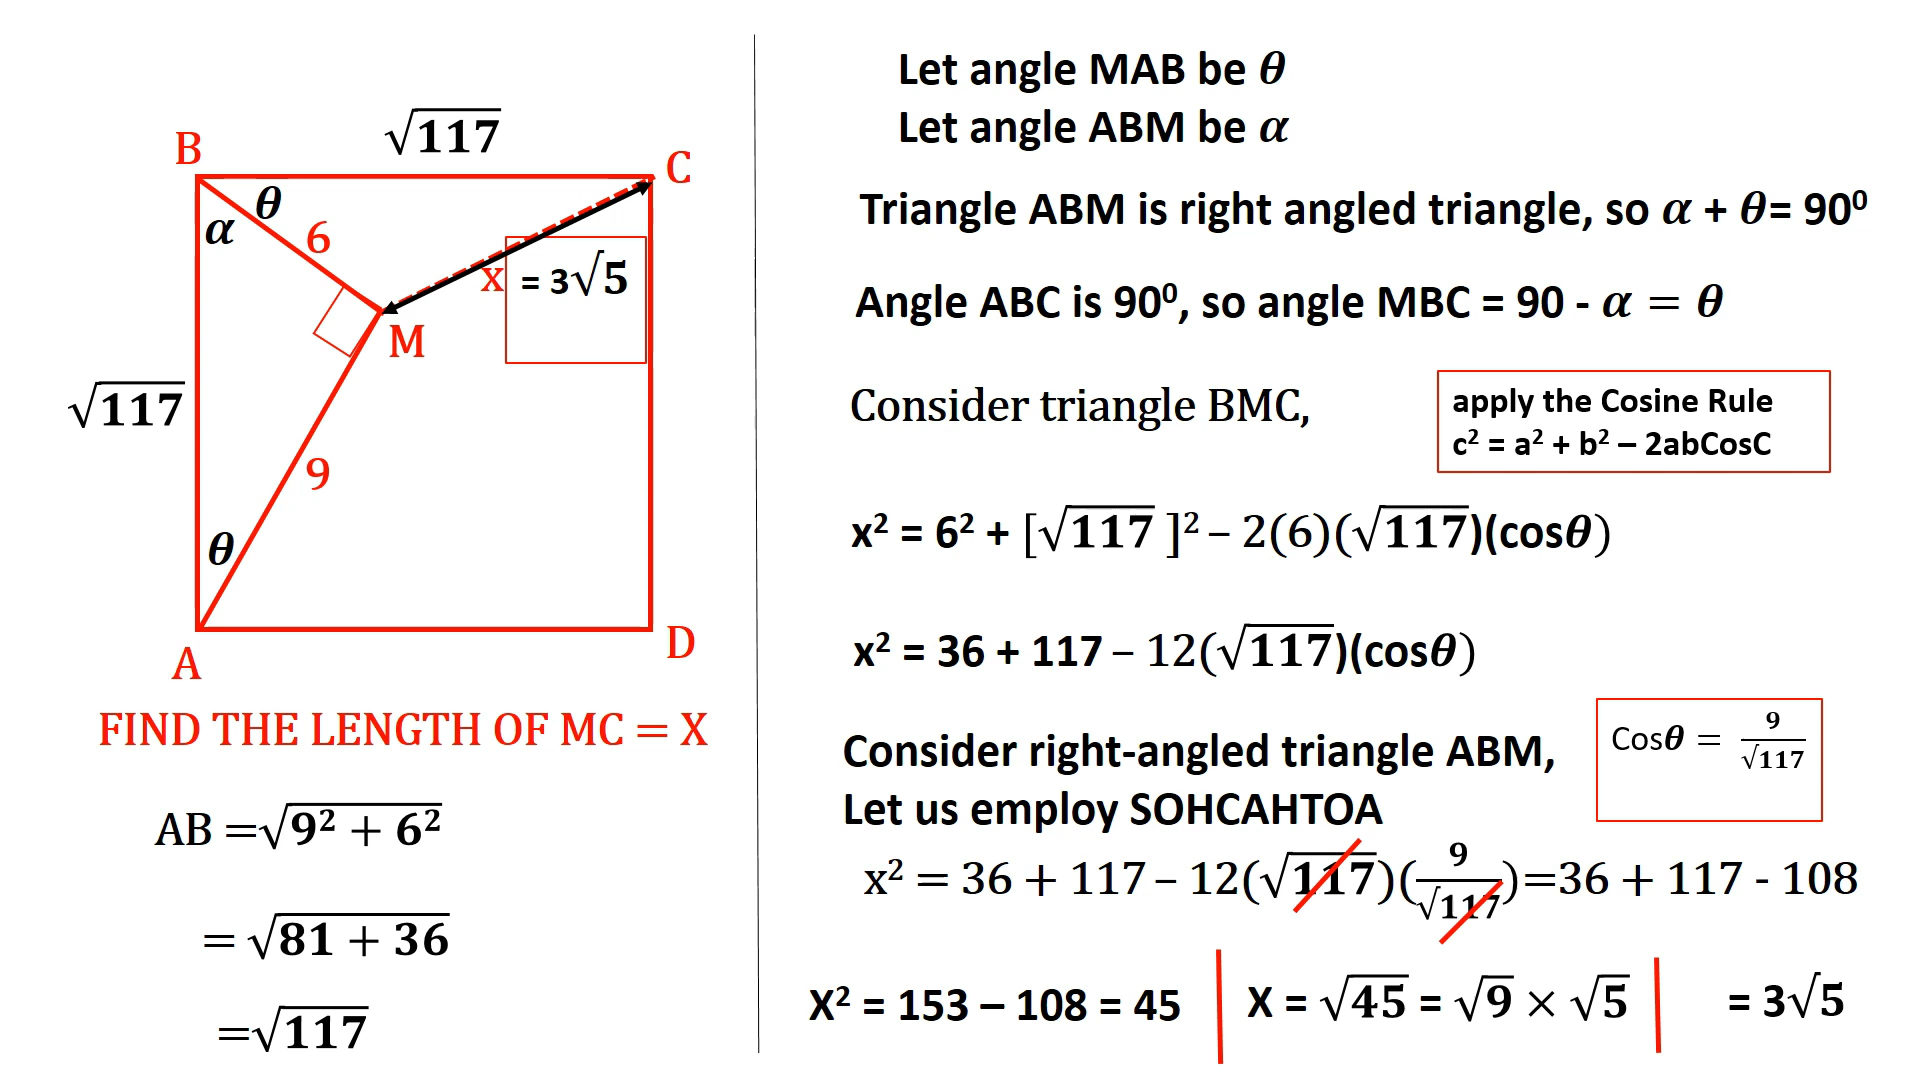 B
√117
C
α
θ
6
x
= 3√5
M
√117
9
θ
A
D
FIND THE LENGTH OF MC = X
AB =√9² + 6²
= √81 + 36
=√117
Let angle MAB be θ
Let angle ABM be α
Triangle ABM is right angled triangle, so α + θ= 90⁰
Angle ABC is 90⁰, so angle MBC = 90 - α = θ
Consider triangle BMC,
apply the Cosine Rule
c² = a² + b² – 2abCosC
x² = 6² + [√117 ]² – 2(6)(√117)(cosθ)
x² = 36 + 117 – 12(√117)(cosθ)
Consider right-angled triangle ABM,
Let us employ SOHCAHTOA
Cosθ = 9/√117
x² = 36 + 117 – 12(√117)(9/√117)=36 + 117 - 108
X² = 153 – 108 = 45
X = √45 = √9 × √5
= 3√5